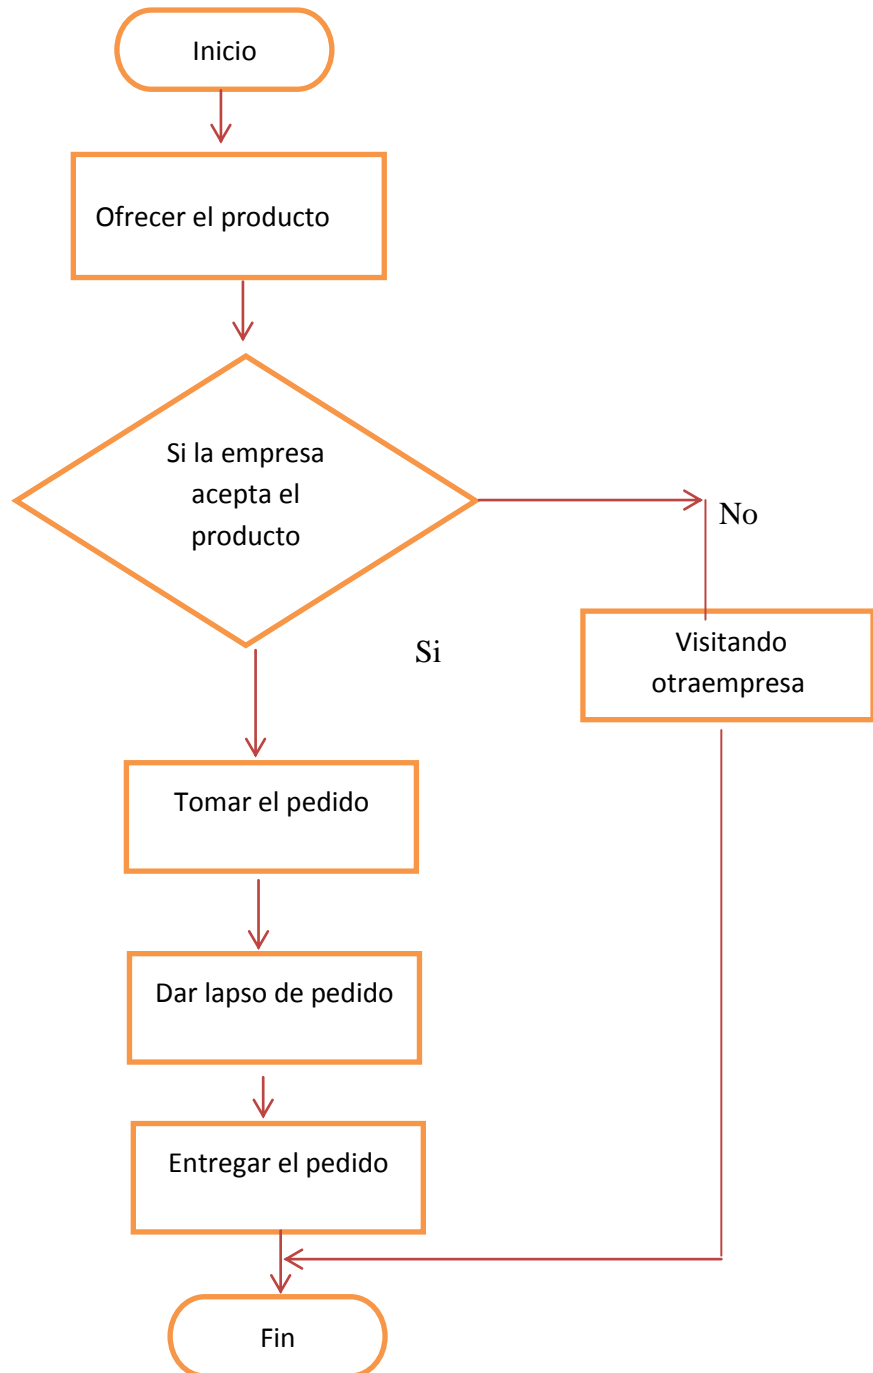 Inicio
Ofrecer el producto
Si la empresa
acepta el
producto
No
Si
Visitando
otraempresa
Tomar el pedido
Dar lapso de pedido
Entregar el pedido
Fin